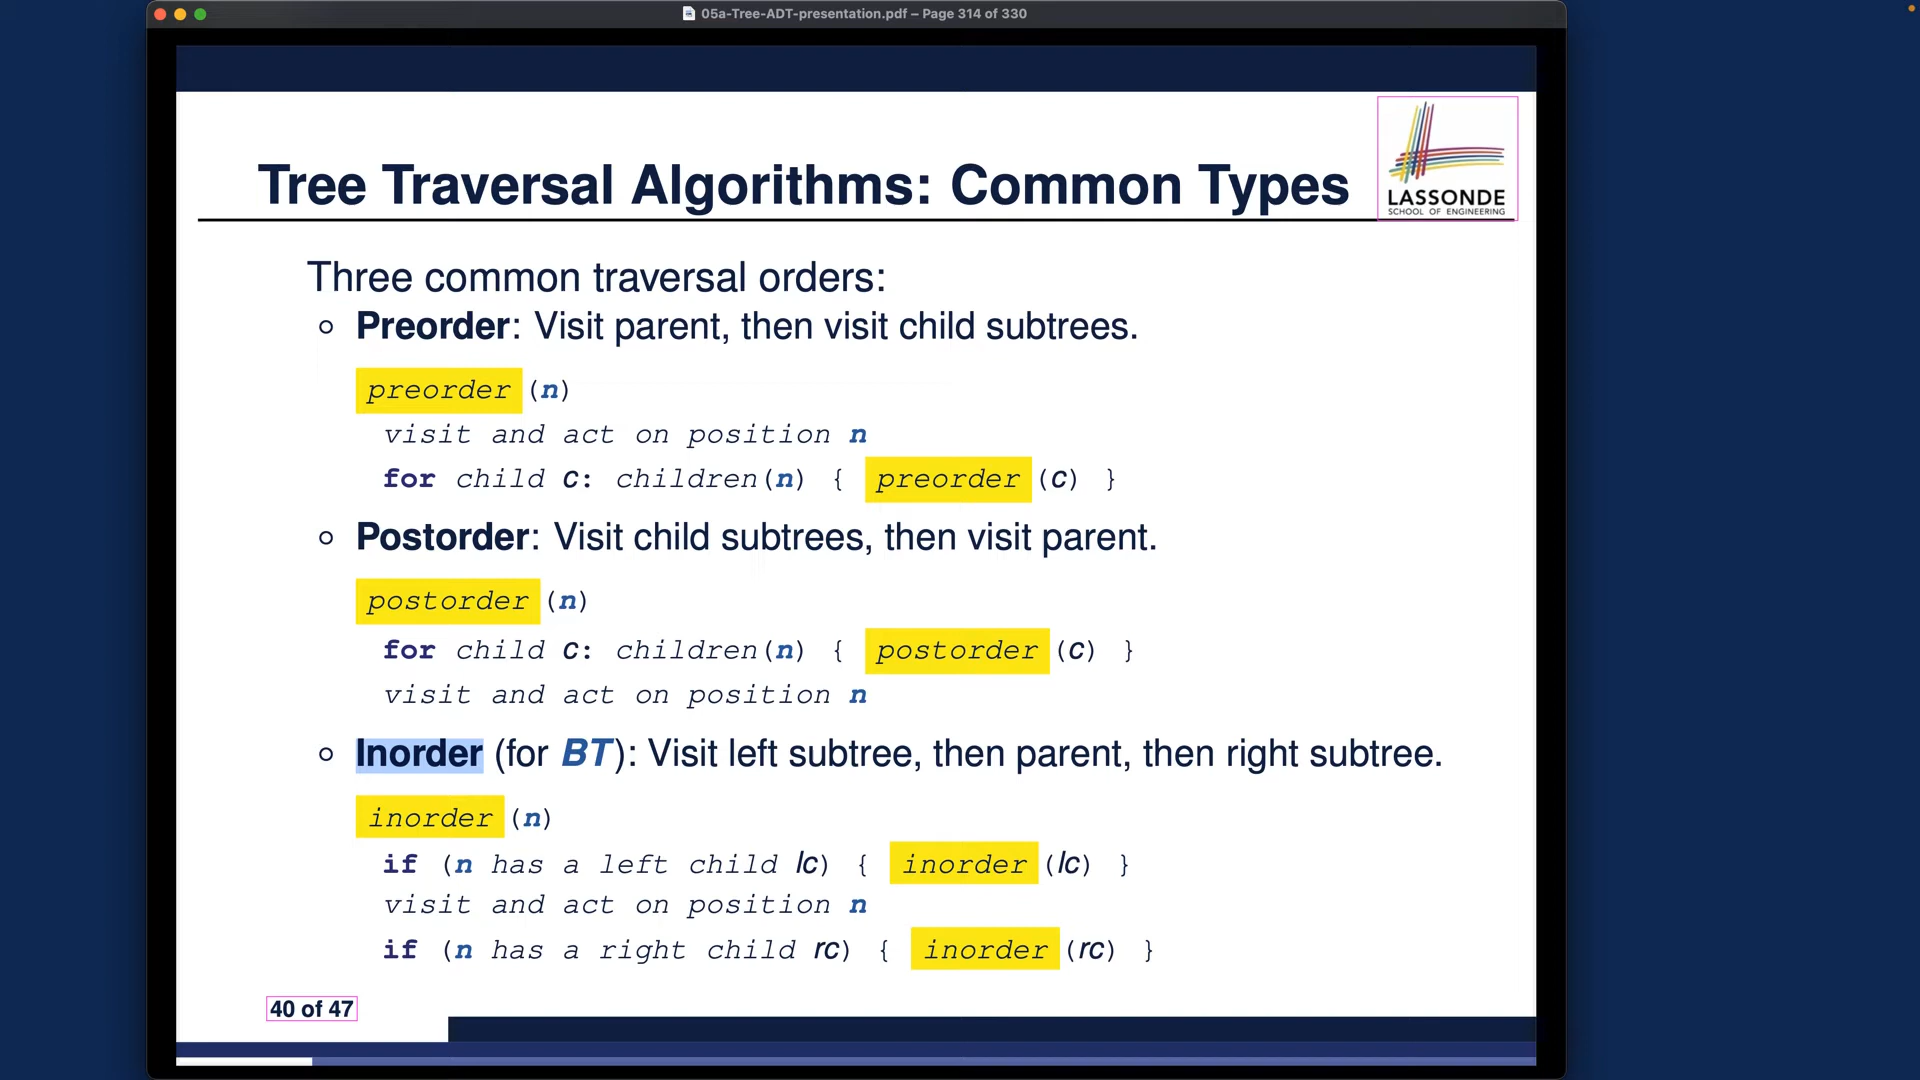 05a-Tree-ADT-presentation.pdf – Page 314 of 330
Tree Traversal Algorithms: Common Types
LASSONDE
SCHOOL OF ENGINEERING
Three common traversal orders:
○ Preorder: Visit parent, then visit child subtrees.
preorder (n)
visit and act on position n
for child c: children(n) { preorder (c) }
○ Postorder: Visit child subtrees, then visit parent.
postorder (n)
for child c: children(n) { postorder (c) }
visit and act on position n
○ Inorder (for BT): Visit left subtree, then parent, then right subtree.
inorder (n)
if (n has a left child lc) { inorder (lc) }
visit and act on position n
if (n has a right child rc) { inorder (rc) }
40 of 47